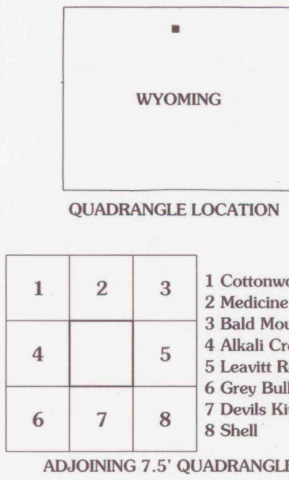 WYOMING
QUADRANGLE LOCATION
1 2 3
4 5
6 7 8
1 Cottonwo
2 Medicine
3 Bald Mou
4 Alkali Cre
5 Leavitt R
6 Grey Bull
7 Devils Ki
8 Shell
ADJOINING 7.5' QUADRANGLE